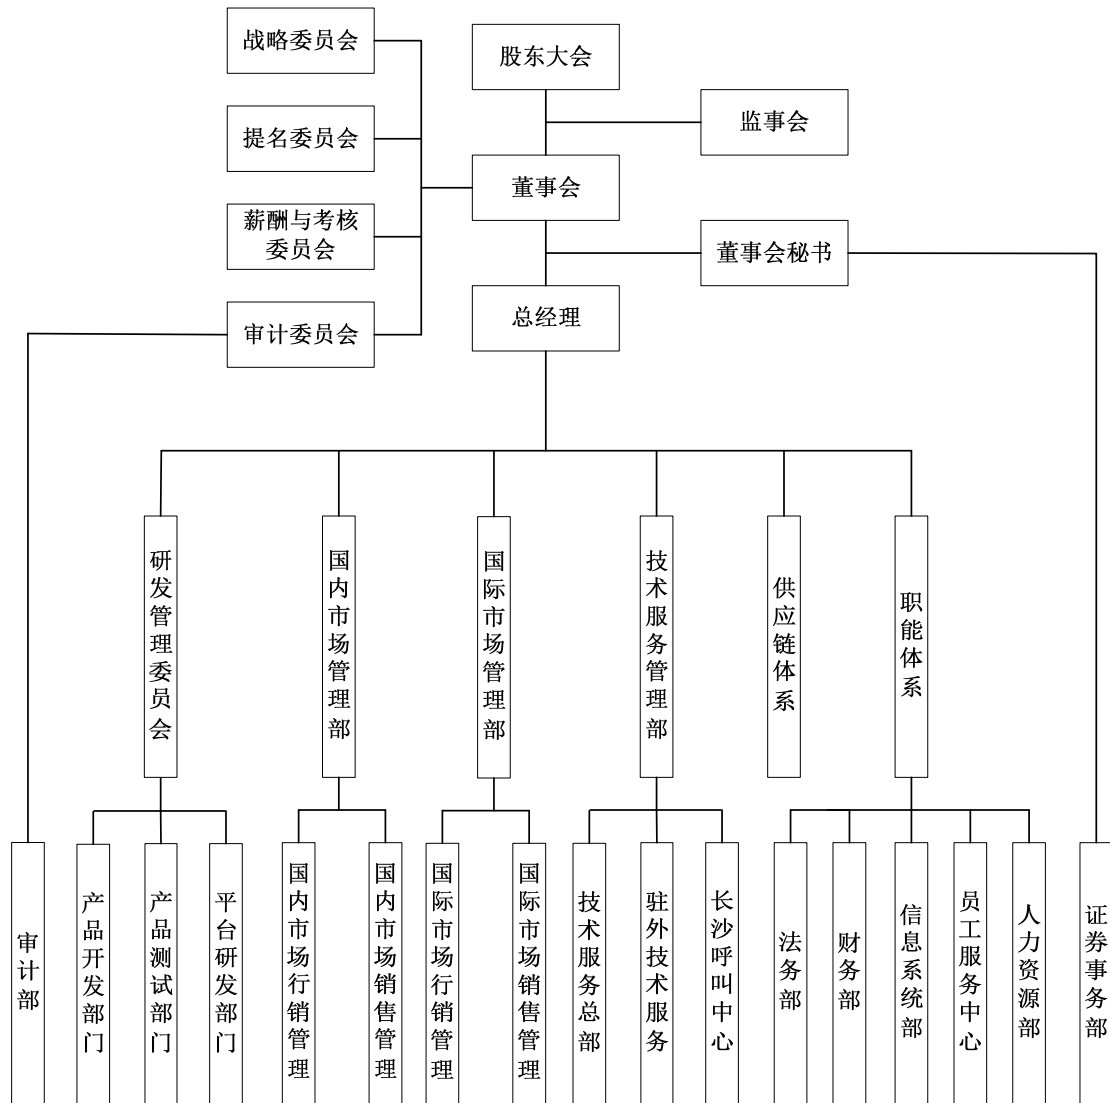 战略委员会
股东大会
提名委员会
监事会
董事会
薪酬与考核
委员会
董事会秘书
总经理
审计委员会
研发管理委员会
国内市场管理部
国际市场管理部
技术服务管理部
供应链体系
职能体系
审计部
产品开发部门
产品测试部门
平台研发部门
国内市场行销管理
国内市场销售管理
国际市场行销管理
国际市场销售管理
技术服务总部
驻外技术服务
长沙呼叫中心
法务部
财务部
信息系统部
员工服务中心
人力资源部
证券事务部